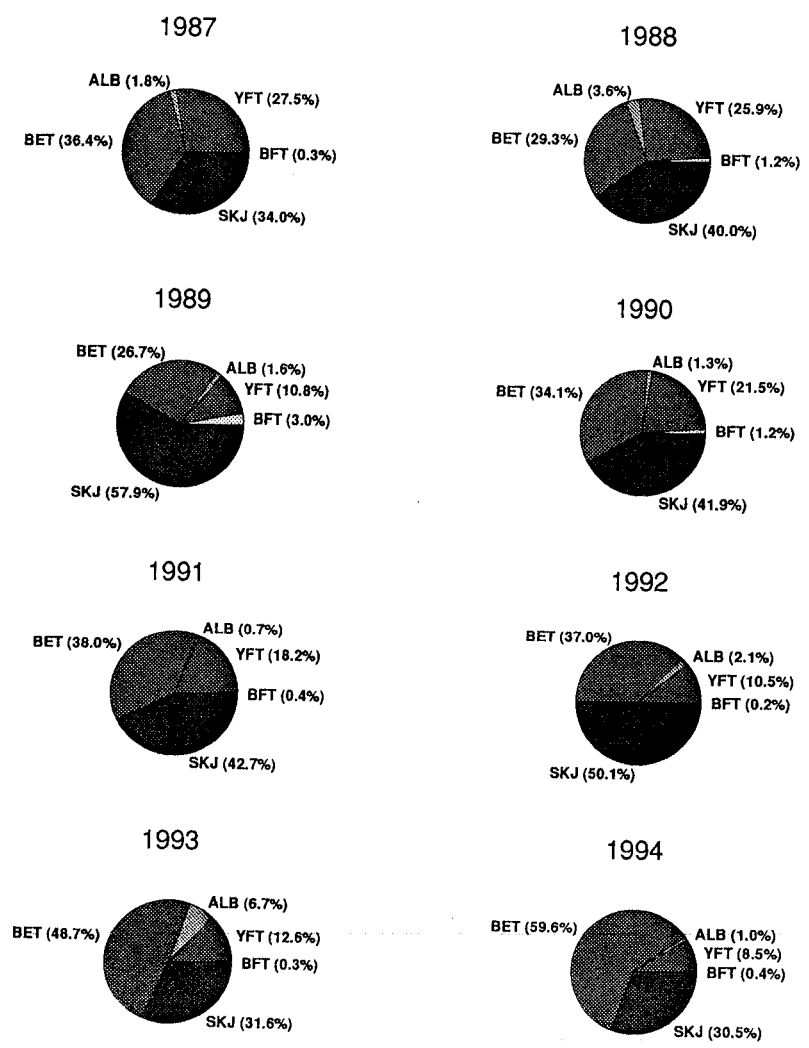 1987
ALB (1.8%)
YFT (27.5%)
BET (36.4%)
BFT (0.3%)
SKJ (34.0%)
1988
ALB (3.6%)
YFT (25.9%)
BET (29.3%)
BFT (1.2%)
SKJ (40.0%)
1989
BET (26.7%)
ALB (1.6%)
YFT (10.8%)
BFT (3.0%)
SKJ (57.9%)
1990
ALB (1.3%)
BET (34.1%)
YFT (21.5%)
BFT (1.2%)
SKJ (41.9%)
1991
ALB (0.7%)
BET (38.0%)
YFT (18.2%)
BFT (0.4%)
SKJ (42.7%)
1992
BET (37.0%)
ALB (2.1%)
YFT (10.5%)
BFT (0.2%)
SKJ (50.1%)
1993
ALB (6.7%)
BET (48.7%)
YFT (12.6%)
BFT (0.3%)
SKJ (31.6%)
1994
BET (59.6%)
ALB (1.0%)
YFT (8.5%)
BFT (0.4%)
SKJ (30.5%)